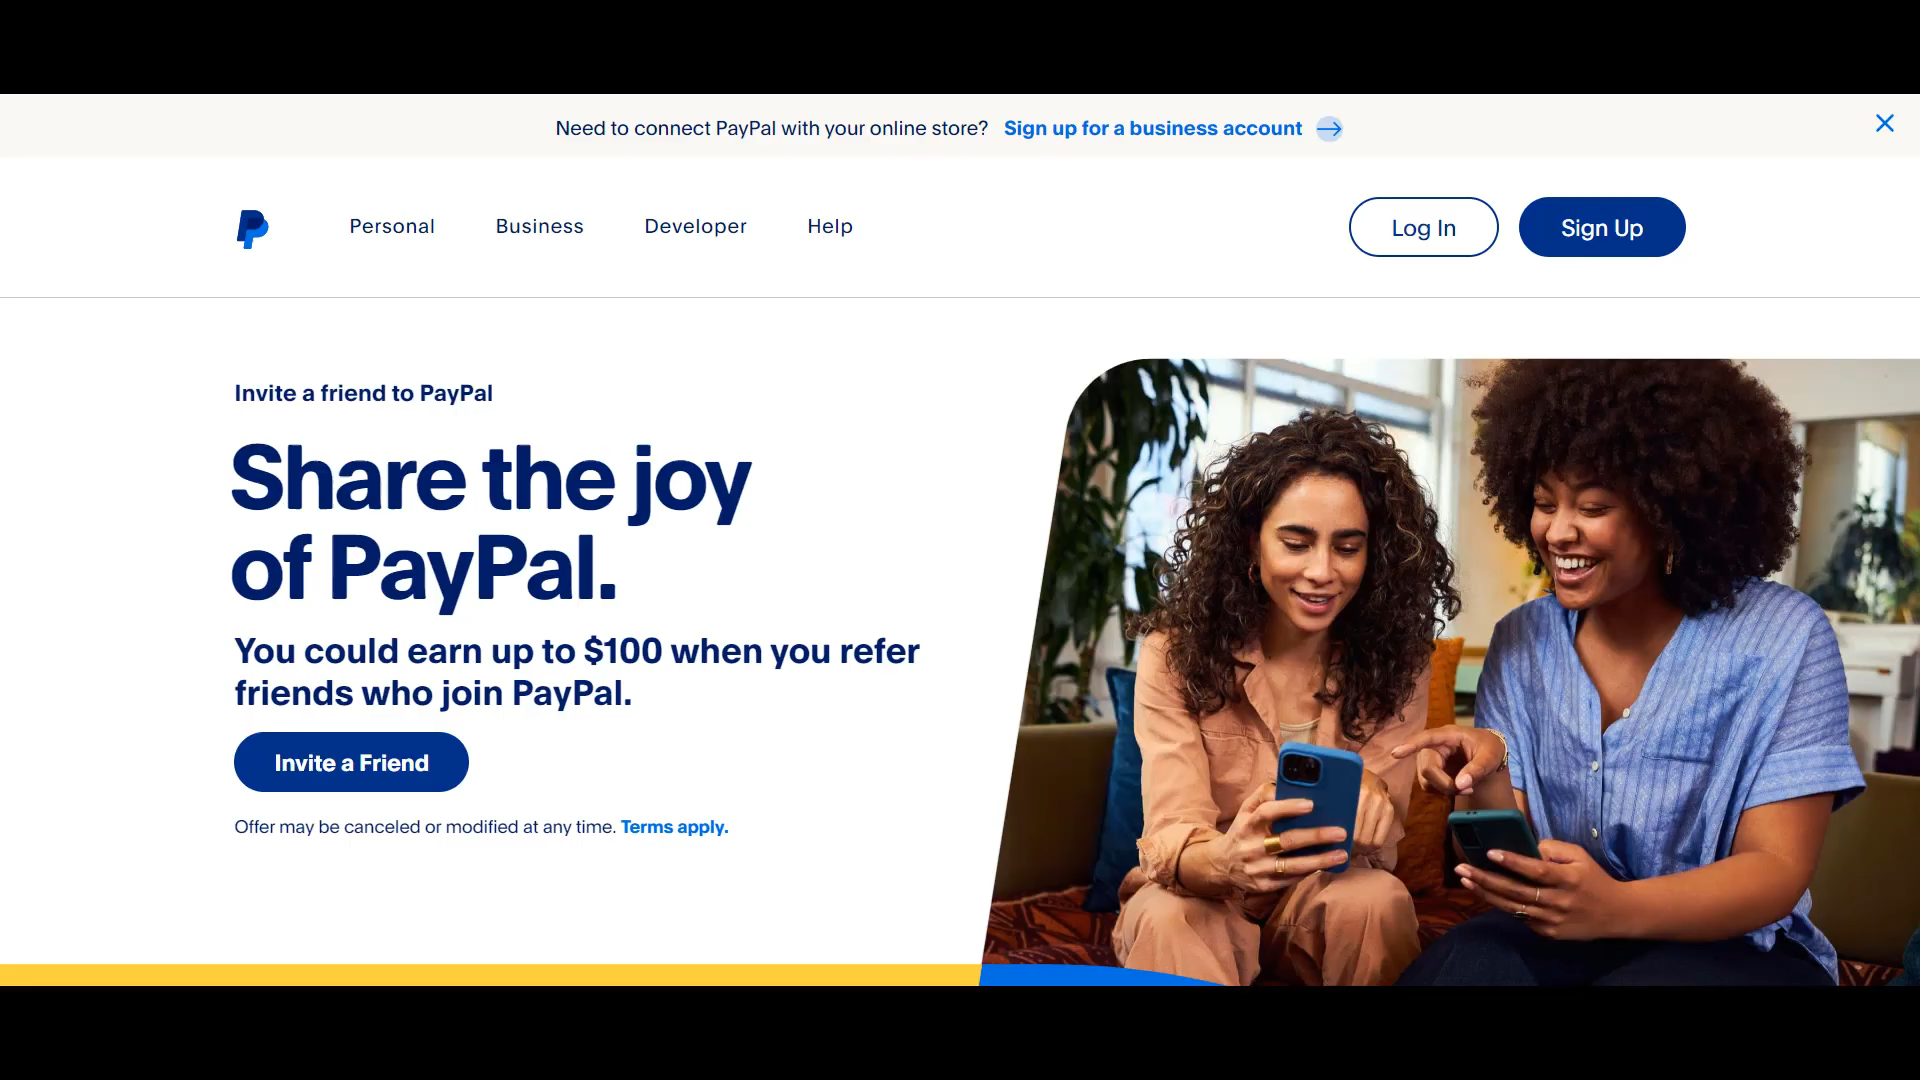 Need to connect PayPal with your online store? Sign up for a business account
Personal Business Developer Help
Log In Sign Up
Invite a friend to PayPal
Share the joy
of PayPal.
You could earn up to $100 when you refer
friends who join PayPal.
Invite a Friend
Offer may be canceled or modified at any time. Terms apply.